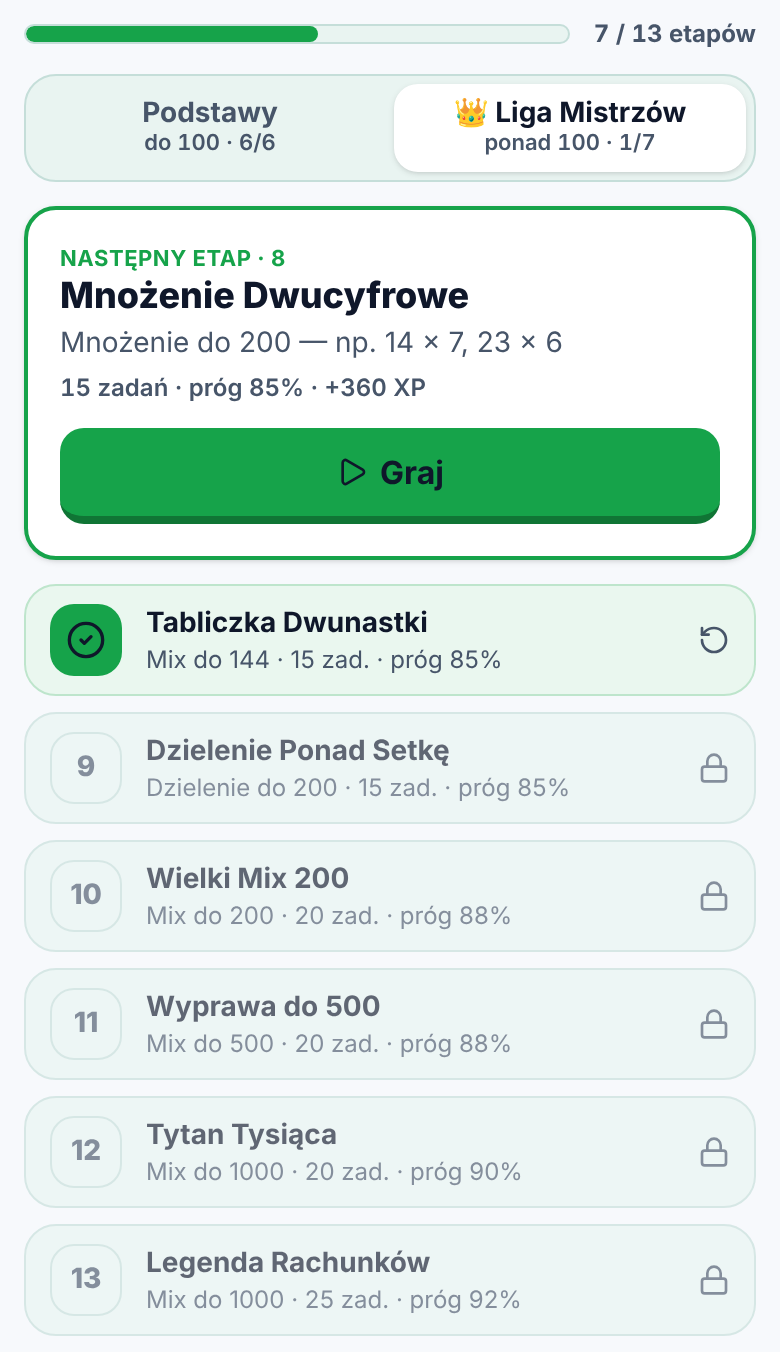 7 / 13 etapów
Podstawy
do 100 · 6/6
👑 Liga Mistrzów
ponad 100 · 1/7
NASTĘPNY ETAP · 8
Mnożenie Dwucyfrowe
Mnożenie do 200 — np. 14 × 7, 23 × 6
15 zadań · próg 85% · +360 XP
Graj
Tabliczka Dwunastki
Mix do 144 · 15 zad. · próg 85%
9
Dzielenie Ponad Setkę
Dzielenie do 200 · 15 zad. · próg 85%
10
Wielki Mix 200
Mix do 200 · 20 zad. · próg 88%
11
Wyprawa do 500
Mix do 500 · 20 zad. · próg 88%
12
Tytan Tysiąca
Mix do 1000 · 20 zad. · próg 90%
13
Legenda Rachunków
Mix do 1000 · 25 zad. · próg 92%